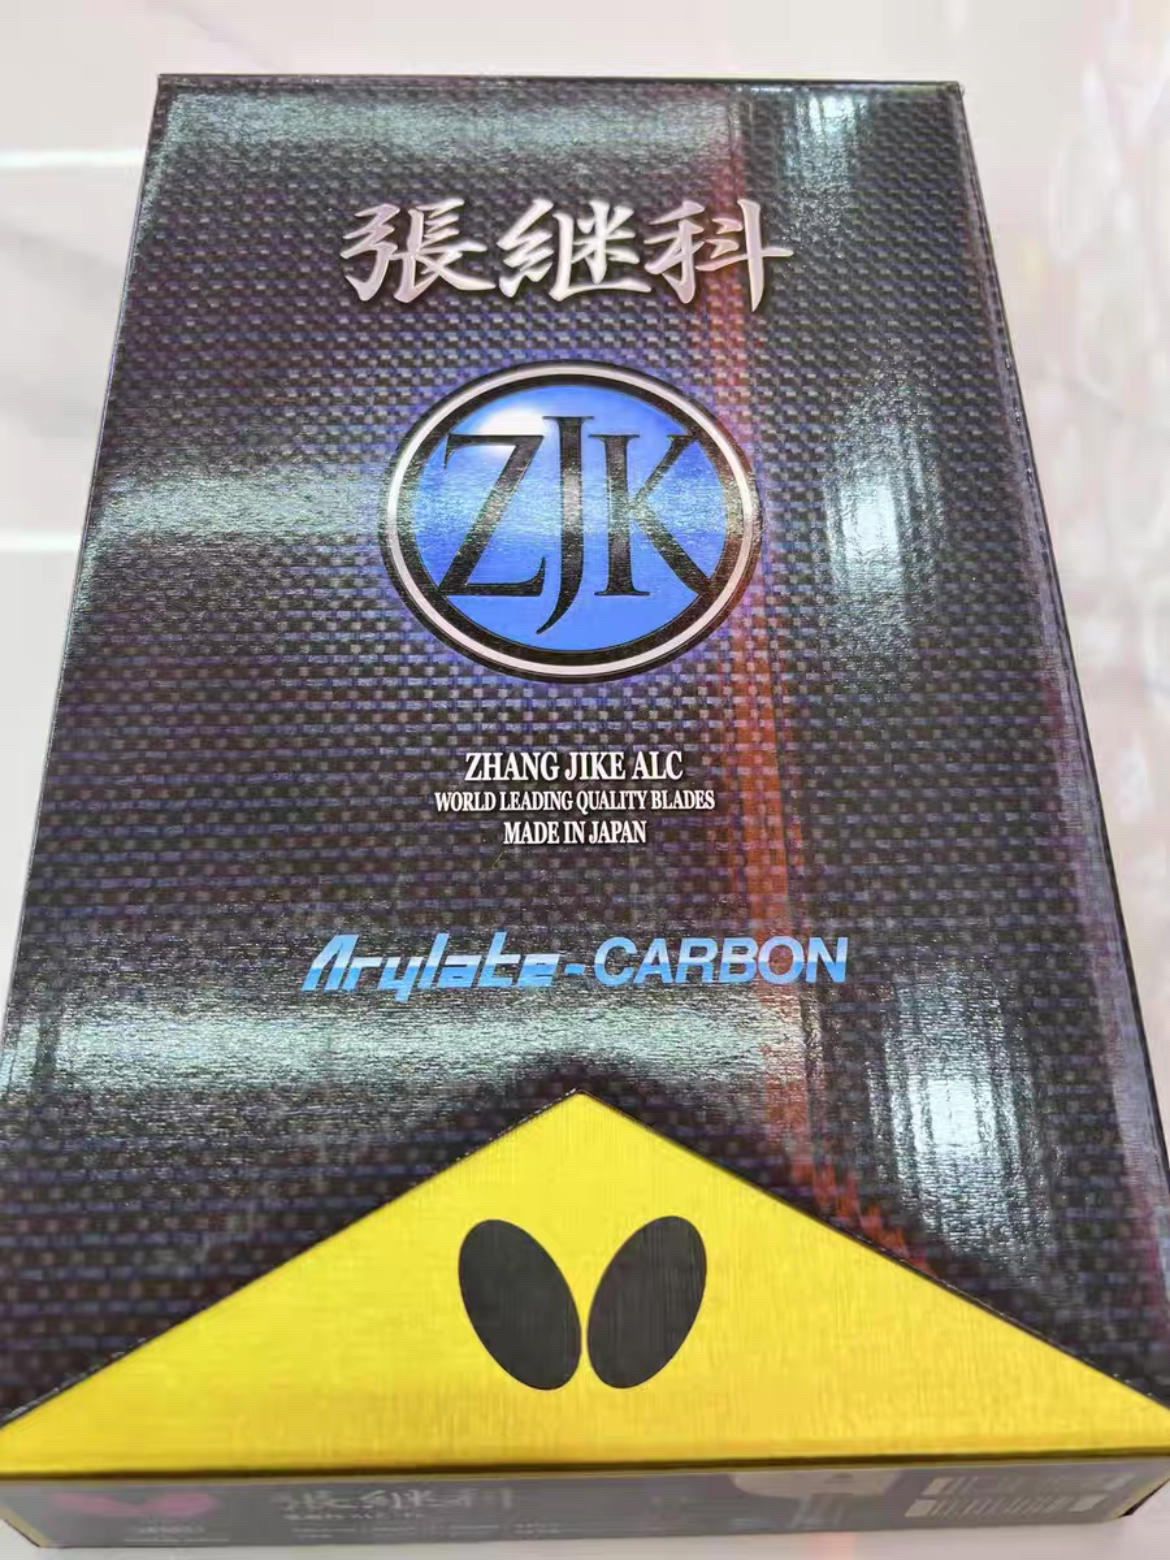 張継科
ZJK
ZHANG JIKE ALC
WORLD LEADING QUALITY BLADES
MADE IN JAPAN
Arylate-CARBON
張継科